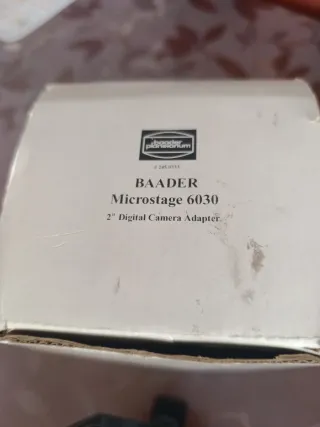 baader
planetarium
BAADER
Microstage 6030
2" Digital Camera Adapter